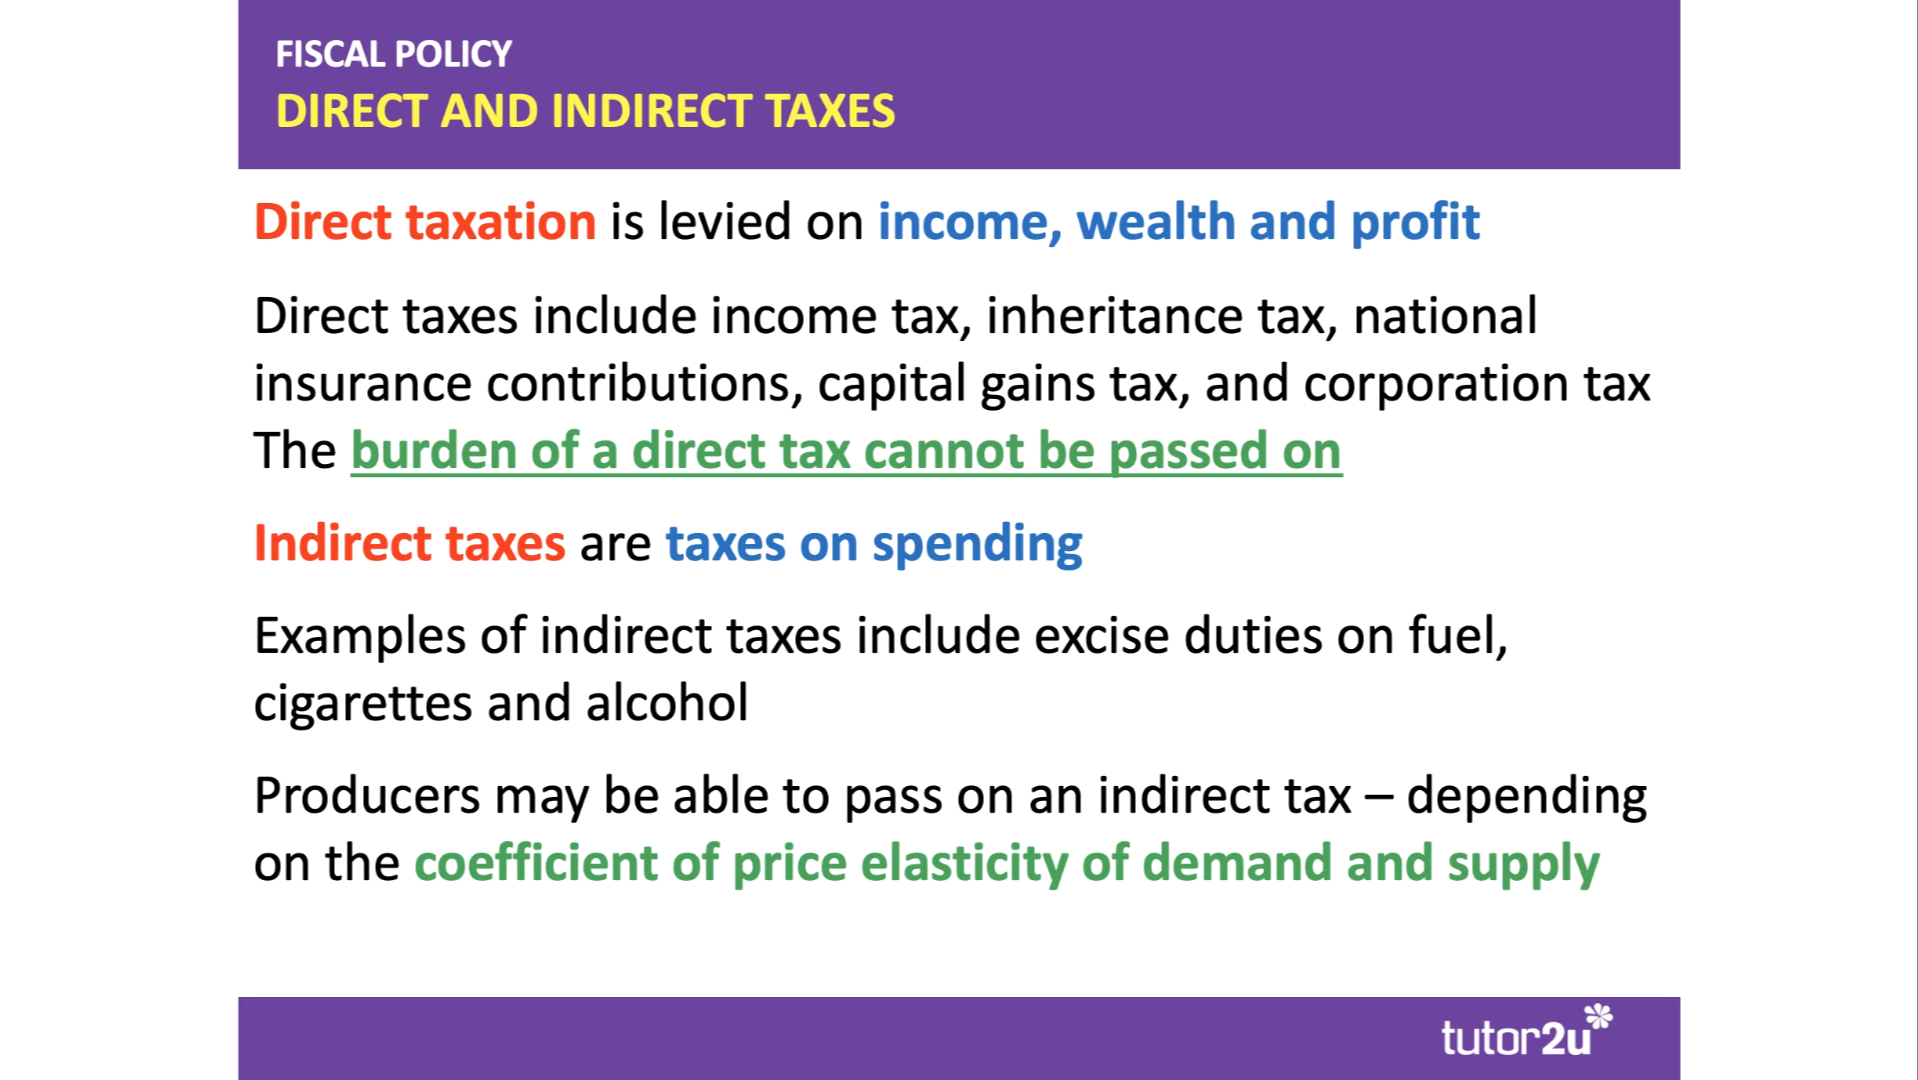 FISCAL POLICY
DIRECT AND INDIRECT TAXES
Direct taxation is levied on income, wealth and profit
Direct taxes include income tax, inheritance tax, national
insurance contributions, capital gains tax, and corporation tax
The burden of a direct tax cannot be passed on
Indirect taxes are taxes on spending
Examples of indirect taxes include excise duties on fuel,
cigarettes and alcohol
Producers may be able to pass on an indirect tax – depending
on the coefficient of price elasticity of demand and supply
tutor2u